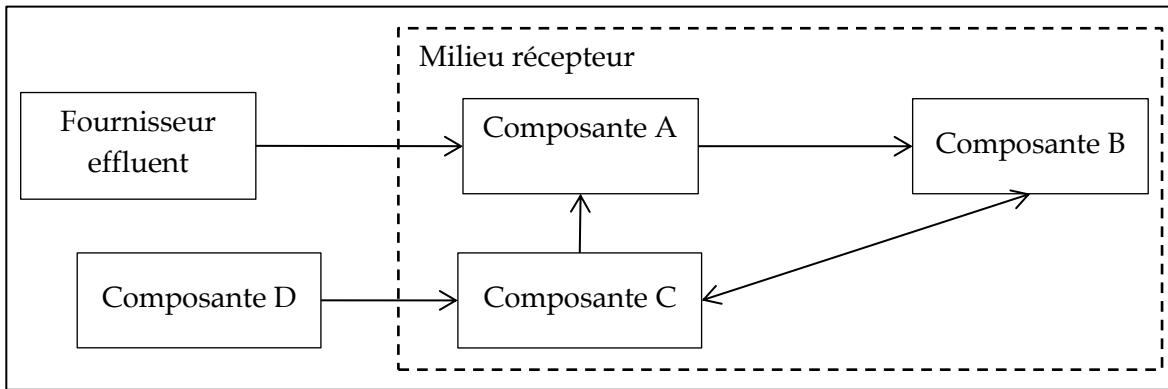 Milieu récepteur
Fournisseur
effluent
Composante A
Composante B
Composante D
Composante C